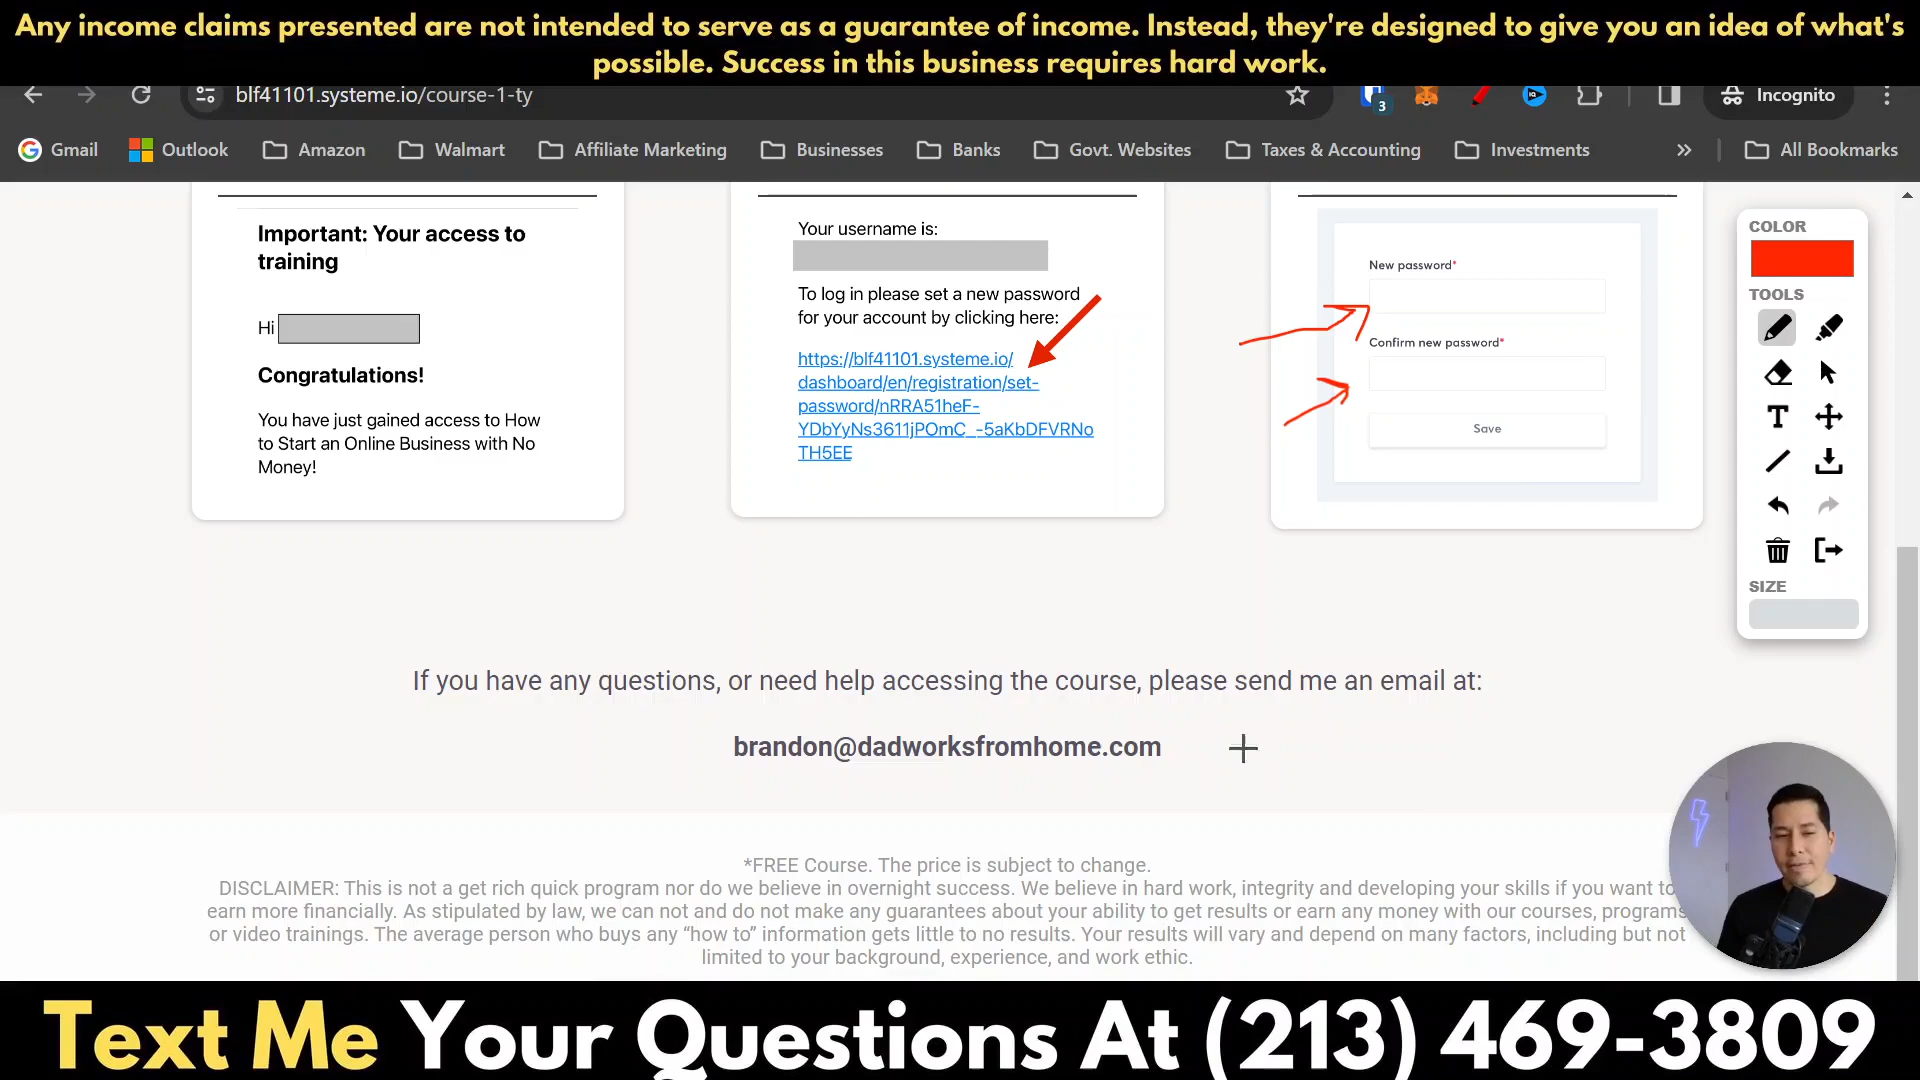 Any income claims presented are not intended to serve as a guarantee of income. Instead, they're designed to give you an idea of what's
possible. Success in this business requires hard work.
blf41101.systeme.io/course-1-ty
3
Incognito
Gmail
Outlook
Amazon
Walmart
Affiliate Marketing
Businesses
Banks
Govt. Websites
Taxes & Accounting
Investments
»
All Bookmarks
Important: Your access to
training
Hi
Congratulations!
You have just gained access to How
to Start an Online Business with No
Money!
Your username is:
To log in please set a new password
for your account by clicking here:
https://blf41101.systeme.io/
dashboard/en/registration/set-
password/nRRA51heF-
YDbYyNs3611jPOmC_-5aKbDFVRNo
TH5EE
New password*
Confirm new password*
Save
COLOR
TOOLS
T
SIZE
If you have any questions, or need help accessing the course, please send me an email at:
brandon@dadworksfromhome.com
*FREE Course. The price is subject to change.
DISCLAIMER: This is not a get rich quick program nor do we believe in overnight success. We believe in hard work, integrity and developing your skills if you want to
earn more financially. As stipulated by law, we can not and do not make any guarantees about your ability to get results or earn any money with our courses, programs
or video trainings. The average person who buys any “how to” information gets little to no results. Your results will vary and depend on many factors, including but not
limited to your background, experience, and work ethic.
Text Me Your Questions At (213) 469-3809